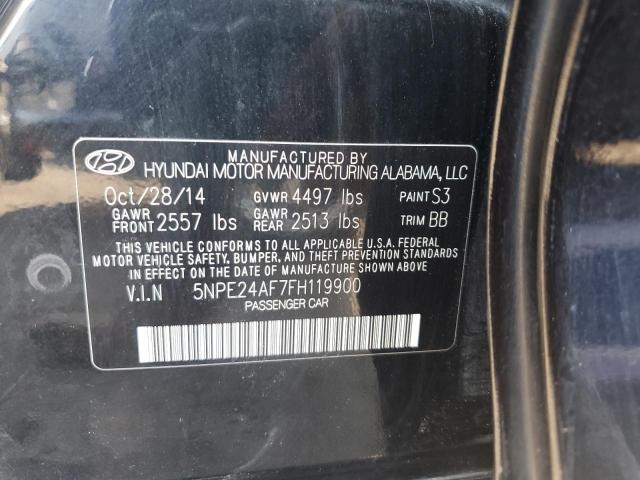 MANUFACTURED BY
HYUNDAI MOTOR MANUFACTURING ALABAMA, LLC
Oct/28/14 GVWR 4497 lbs PAINT S3
GAWR FRONT 2557 lbs GAWR REAR 2513 lbs TRIM BB
THIS VEHICLE CONFORMS TO ALL APPLICABLE U.S.A. FEDERAL
MOTOR VEHICLE SAFETY, BUMPER, AND THEFT PREVENTION STANDARDS
IN EFFECT ON THE DATE OF MANUFACTURE SHOWN ABOVE.
V.I.N 5NPE24AF7FH119900
PASSENGER CAR